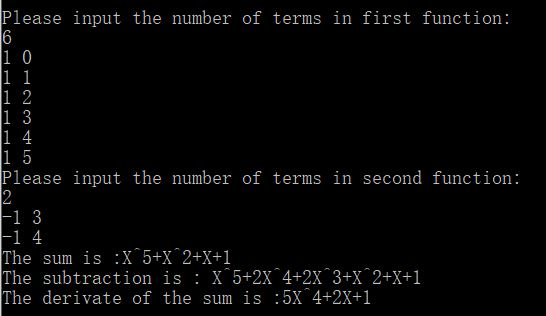 Please input the number of terms in first function:
6
1 0
1 1
1 2
1 3
1 4
1 5
Please input the number of terms in second function:
2
-1 3
-1 4
The sum is :X^5+X^2+X+1
The subtraction is : X^5+2X^4+2X^3+X^2+X+1
The derivate of the sum is :5X^4+2X+1